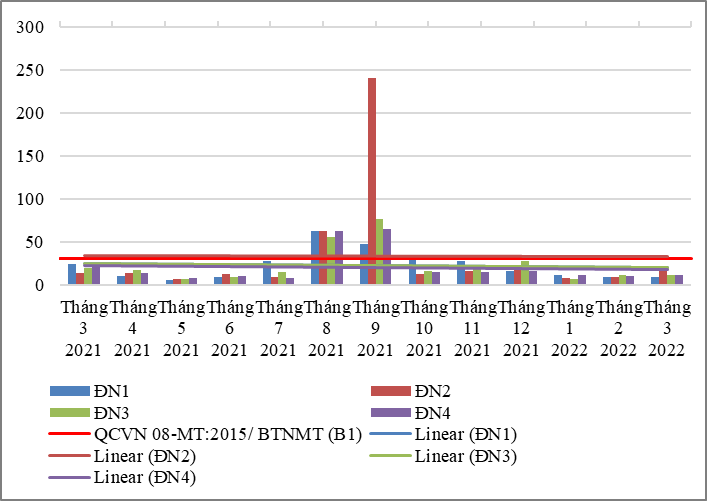 300
250
200
150
100
50
0
Tháng Tháng Tháng Tháng Tháng Tháng Tháng Tháng Tháng Tháng Tháng Tháng Tháng
3 4 5 6 7 8 9 10 11 12 1 2 3
2021 2021 2021 2021 2021 2021 2021 2021 2021 2021 2022 2022 2022
ĐN1 ĐN2
ĐN3 ĐN4
QCVN 08-MT:2015/ BTNMT (B1) Linear (ĐN1)
Linear (ĐN2) Linear (ĐN3)
Linear (ĐN4)